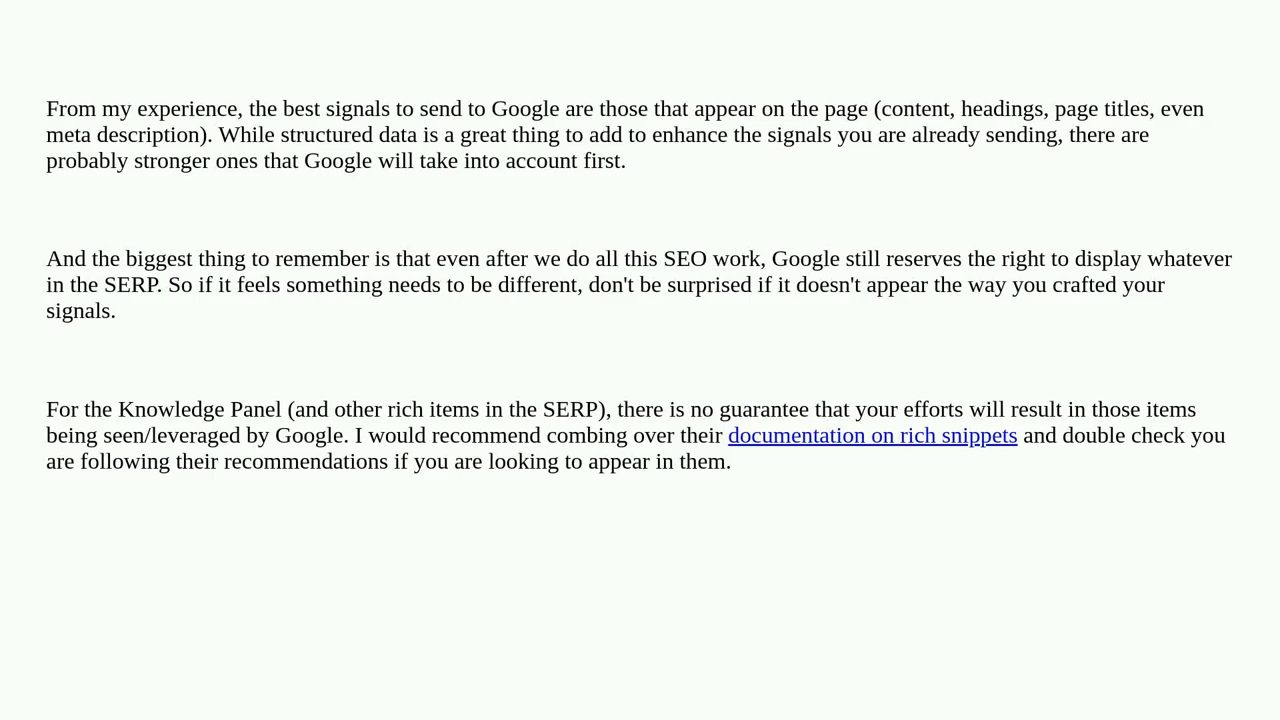 From my experience, the best signals to send to Google are those that appear on the page (content, headings, page titles, even
meta description). While structured data is a great thing to add to enhance the signals you are already sending, there are
probably stronger ones that Google will take into account first.
And the biggest thing to remember is that even after we do all this SEO work, Google still reserves the right to display whatever
in the SERP. So if it feels something needs to be different, don't be surprised if it doesn't appear the way you crafted your
signals.
For the Knowledge Panel (and other rich items in the SERP), there is no guarantee that your efforts will result in those items
being seen/leveraged by Google. I would recommend combing over their documentation on rich snippets and double check you
are following their recommendations if you are looking to appear in them.